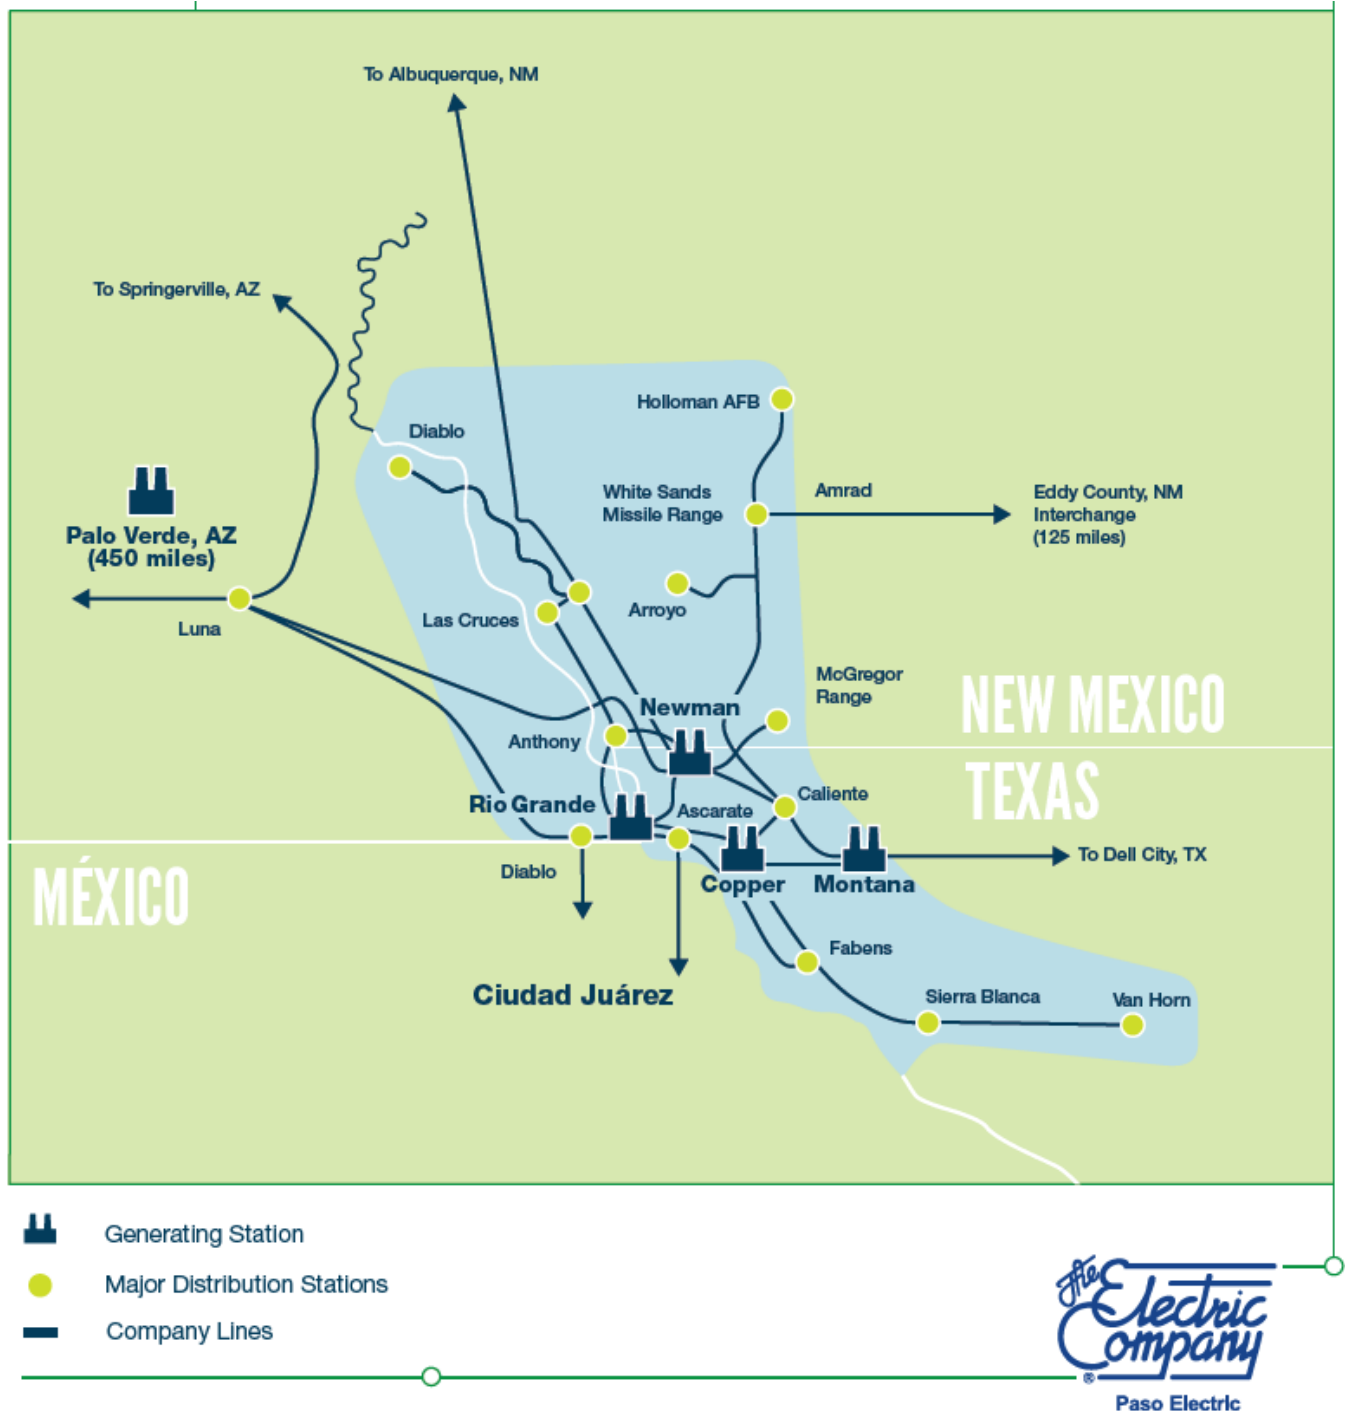 To Albuquerque, NM
To Springerville, AZ
Holloman AFB
Diablo
White Sands
Missile Range
Amrad
Eddy County, NM
Interchange
(125 miles)
Palo Verde, AZ
(450 miles)
Arroyo
Las Cruces
Luna
McGregor
Range
NEW MEXICO
Newman
Anthony
TEXAS
Caliente
Rio Grande
Ascarate
To Dell City, TX
MÉXICO
Diablo
Copper
Montana
Fabens
Ciudad Juárez
Sierra Blanca
Van Horn
Generating Station
Major Distribution Stations
Company Lines
The
Electric
Company
®
Paso Electric